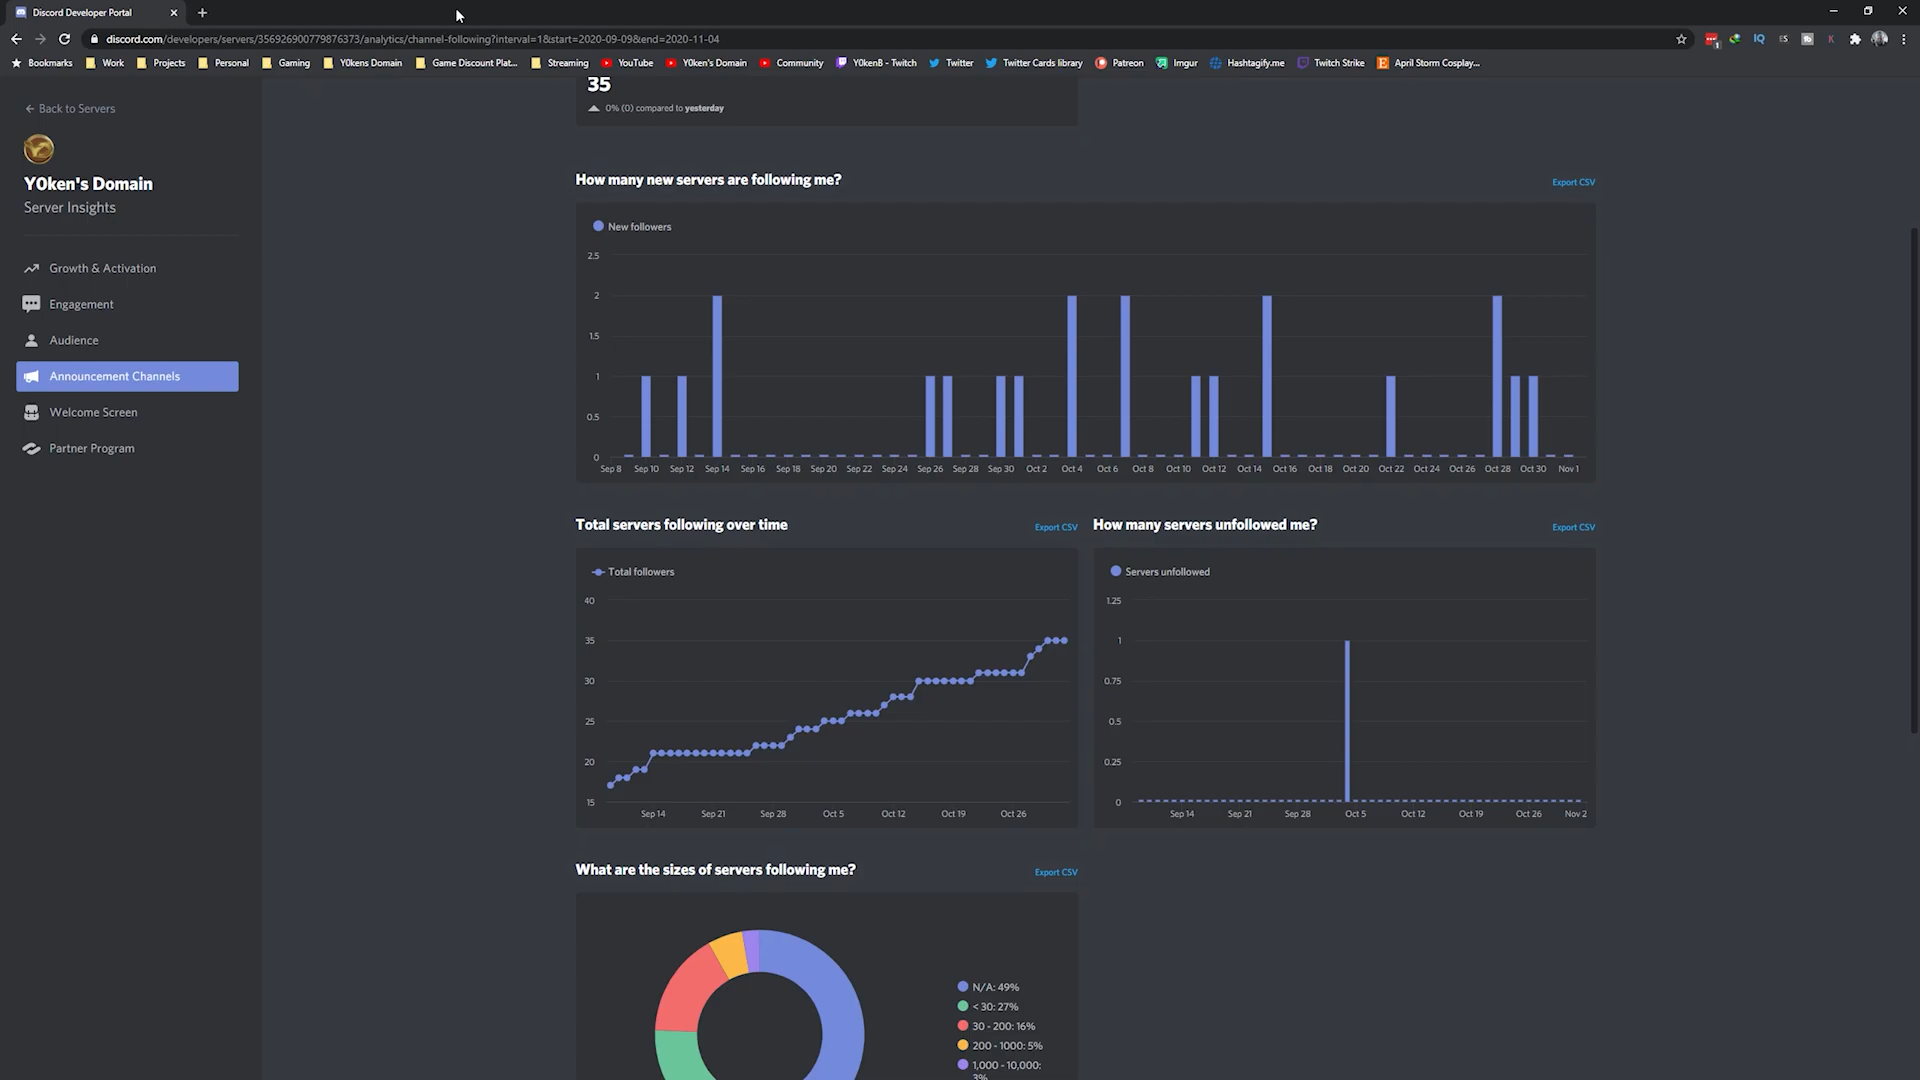 Discord Developer Portal
discord.com/developers/servers/356926900779876373/analytics/channel-following?interval=1&start=2020-09-09&end=2020-11-04
Bookmarks Work Projects Personal Gaming Y0kens Domain Game Discount Plat... Streaming YouTube Y0ken's Domain Community Y0kenB - Twitch Twitter Twitter Cards library Patreon Imgur Hashtagify.me Twitch Strike April Storm Cosplay...
Back to Servers
Y0ken's Domain
Server Insights
Growth & Activation
Engagement
Audience
Announcement Channels
Welcome Screen
Partner Program
35
0% (0) compared to yesterday
How many new servers are following me?
Export CSV
New followers
2.5
2
1.5
1
0.5
0
Sep 8 Sep 10 Sep 12 Sep 14 Sep 16 Sep 18 Sep 20 Sep 22 Sep 24 Sep 26 Sep 28 Sep 30 Oct 2 Oct 4 Oct 6 Oct 8 Oct 10 Oct 12 Oct 14 Oct 16 Oct 18 Oct 20 Oct 22 Oct 24 Oct 26 Oct 28 Oct 30 Nov 1
Total servers following over time
Export CSV
Total followers
40
35
30
25
20
15
Sep 14 Sep 21 Sep 28 Oct 5 Oct 12 Oct 19 Oct 26
How many servers unfollowed me?
Export CSV
Servers unfollowed
1.25
1
0.75
0.5
0.25
0
Sep 14 Sep 21 Sep 28 Oct 5 Oct 12 Oct 19 Oct 26 Nov 2
What are the sizes of servers following me?
Export CSV
N/A: 49%
< 30: 27%
30 - 200: 16%
200 - 1000: 5%
1,000 - 10,000:
3%